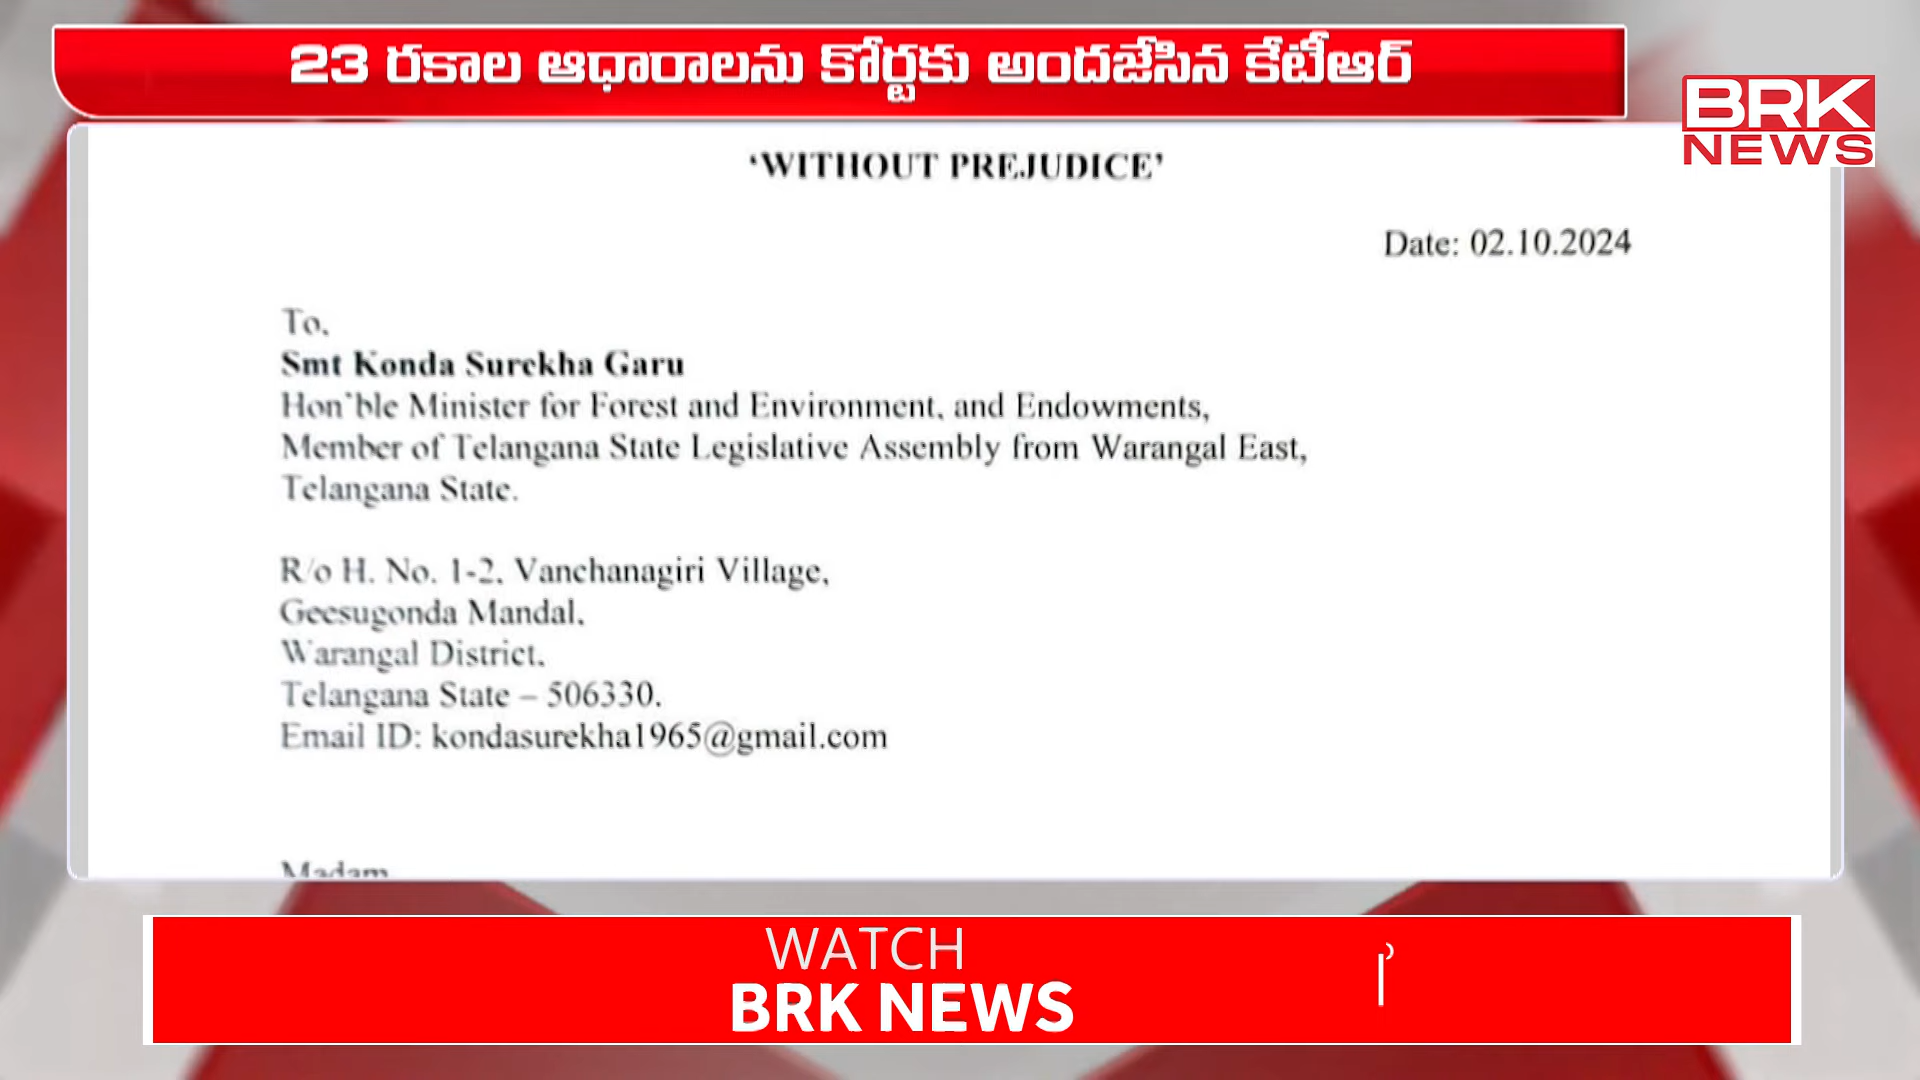 23 రకాల ఆధారాలను కోర్టుకు అందజేసిన కేటీఆర్
BRK
NEWS
‘WITHOUT PREJUDICE’
Date: 02.10.2024
To,
Smt Konda Surekha Garu
Hon’ble Minister for Forest and Environment, and Endowments,
Member of Telangana State Legislative Assembly from Warangal East,
Telangana State.
R/o H. No. 1-2, Vanchanagiri Village,
Geesugonda Mandal,
Warangal District,
Telangana State – 506330.
Email ID: kondasurekha1965@gmail.com
Madam
WATCH
BRK NEWS